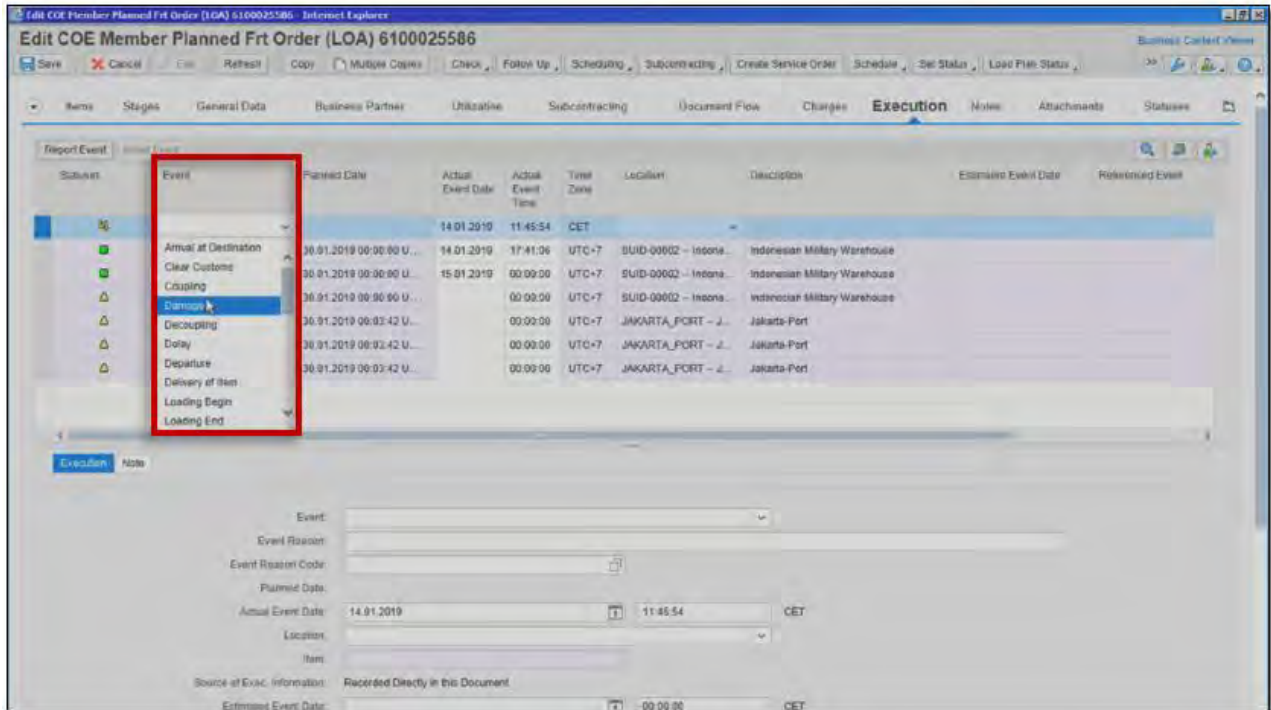 Edit COE Member Planned Frt Order (LOA) 6100025586 - Internet Explorer
Edit COE Member Planned Frt Order (LOA) 6100025586
Business Context Viewer
Save Cancel Edit Refresh Copy Multiple Copies Check Follow Up Scheduling Subcontracting Create Service Order Schedule Set Status Load Plan Status
Items Stages General Data Business Partner Utilization Subcontracting Document Flow Charges Execution Notes Attachments Statuses
Report Event Insert Event
Statuses Event Planned Date Actual Event Date Actual Event Time Time Zone Location Description Estimated Event Date Referenced Event
14.01.2019 11:45:54 CET
Arrival at Destination 30.01.2019 00:00:00 U... 14.01.2019 17:41:06 UTC+7 SUID-00002 – Indone... Indonesian Military Warehouse
Clear Customs
Coupling 30.01.2019 00:00:00 U... 15.01.2019 00:00:00 UTC+7 SUID-00002 – Indone... Indonesian Military Warehouse
Damage 30.01.2019 00:00:00 U... 00:00:00 UTC+7 SUID-00002 – Indone... Indonesian Military Warehouse
Decoupling 30.01.2019 00:03:42 U... 00:00:00 UTC+7 JAKARTA_PORT – J... Jakarta-Port
Delay 30.01.2019 00:03:42 U... 00:00:00 UTC+7 JAKARTA_PORT – J... Jakarta-Port
Departure 30.01.2019 00:03:42 U... 00:00:00 UTC+7 JAKARTA_PORT – J... Jakarta-Port
Delivery of Item
Loading Begin
Loading End
Execution Note
Event:
Event Reason:
Event Reason Code:
Planned Date:
Actual Event Date: 14.01.2019 11:45:54 CET
Location:
Item:
Source of Exec. Information: Recorded Directly in this Document
Estimated Event Date: 00:00:00 CET